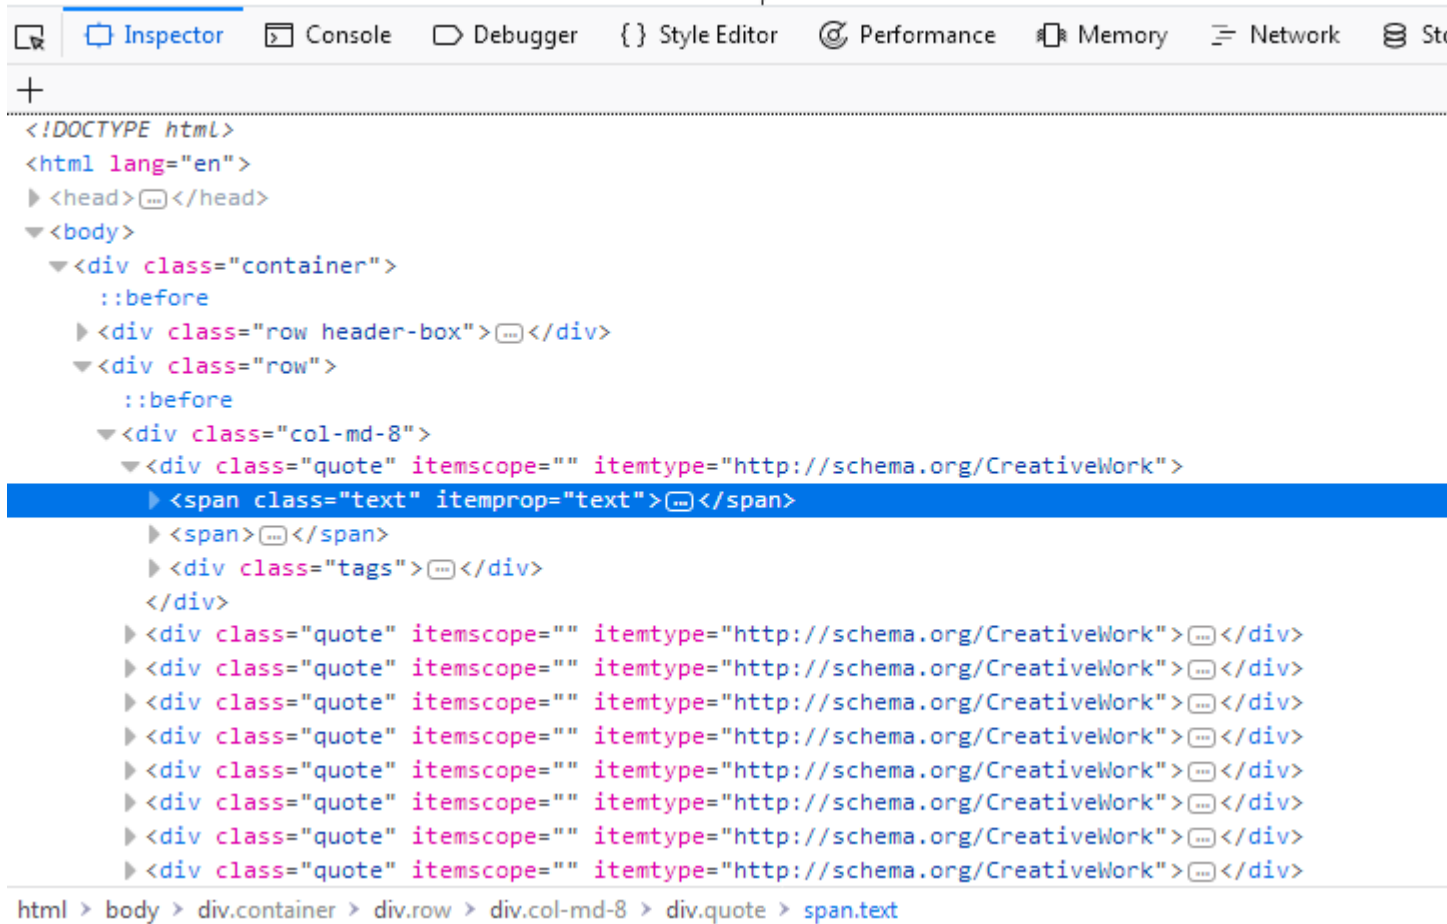 Inspector Console Debugger {} Style Editor Performance Memory Network Sto
+
<!DOCTYPE html>
<html lang="en">
<head>…</head>
<body>
<div class="container">
::before
<div class="row header-box">…</div>
<div class="row">
::before
<div class="col-md-8">
<div class="quote" itemscope="" itemtype="http://schema.org/CreativeWork">
<span class="text" itemprop="text">…</span>
<span>…</span>
<div class="tags">…</div>
</div>
<div class="quote" itemscope="" itemtype="http://schema.org/CreativeWork">…</div>
<div class="quote" itemscope="" itemtype="http://schema.org/CreativeWork">…</div>
<div class="quote" itemscope="" itemtype="http://schema.org/CreativeWork">…</div>
<div class="quote" itemscope="" itemtype="http://schema.org/CreativeWork">…</div>
<div class="quote" itemscope="" itemtype="http://schema.org/CreativeWork">…</div>
<div class="quote" itemscope="" itemtype="http://schema.org/CreativeWork">…</div>
<div class="quote" itemscope="" itemtype="http://schema.org/CreativeWork">…</div>
<div class="quote" itemscope="" itemtype="http://schema.org/CreativeWork">…</div>
html > body > div.container > div.row > div.col-md-8 > div.quote > span.text